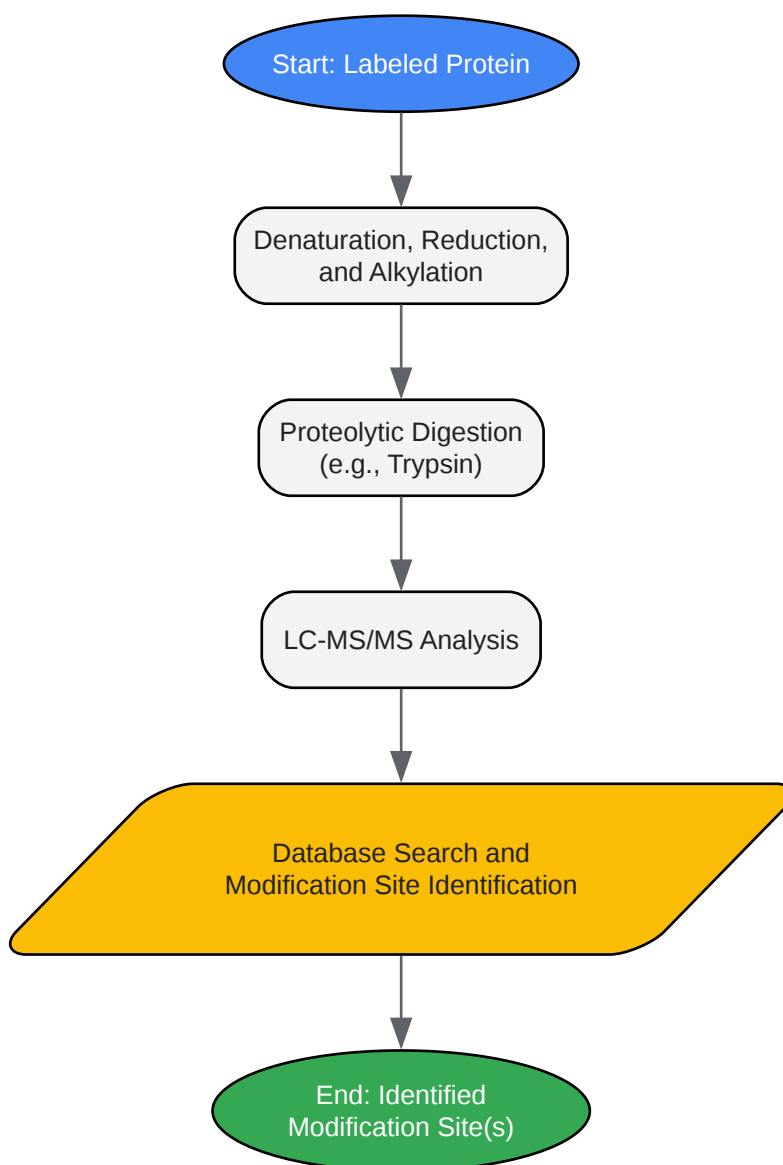 Start: Labeled Protein
Denaturation, Reduction,
and Alkylation
Proteolytic Digestion
(e.g., Trypsin)
LC-MS/MS Analysis
Database Search and
Modification Site Identification
End: Identified
Modification Site(s)